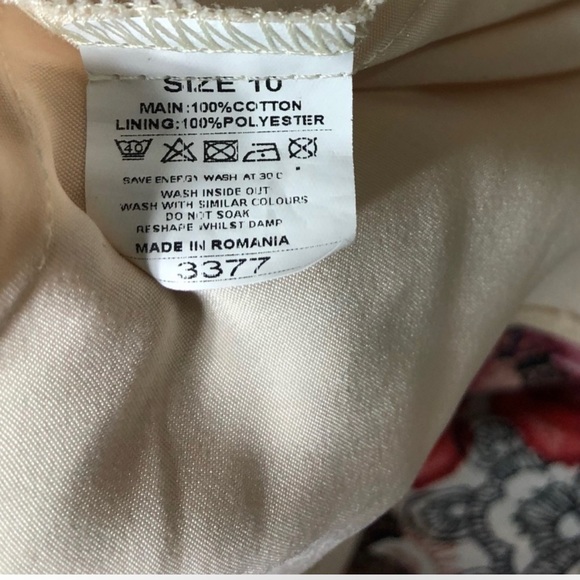 SIZE 10
MAIN:100%COTTON
LINING:100%POLYESTER
40
SAVE ENERGY WASH AT 30 C
WASH INSIDE OUT
WASH WITH SIMILAR COLOURS
DO NOT SOAK
RESHAPE WHILST DAMP
MADE IN ROMANIA
3377